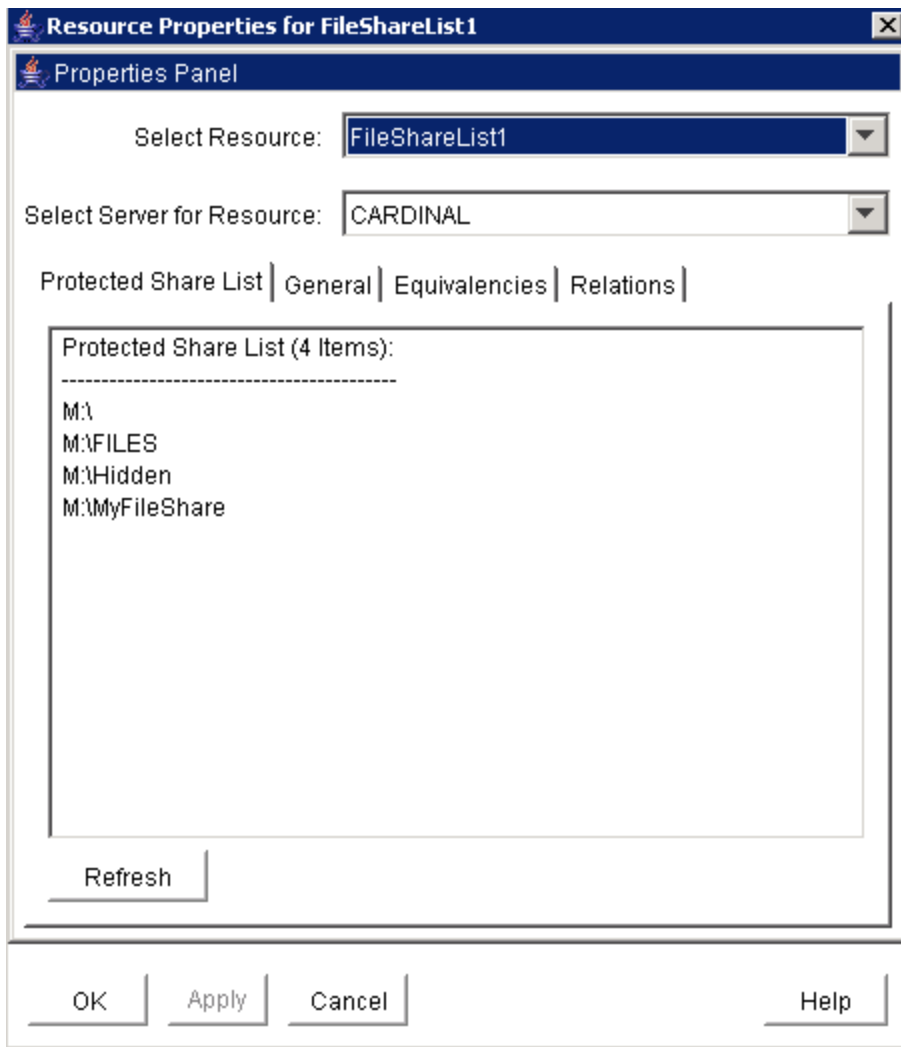 Resource Properties for FileShareList1
Properties Panel
Select Resource: FileShareList1
Select Server for Resource: CARDINAL
Protected Share List General Equivalencies Relations
Protected Share List (4 Items):
------------------------------------------
M:\
M:\FILES
M:\Hidden
M:\MyFileShare
Refresh
OK Apply Cancel Help